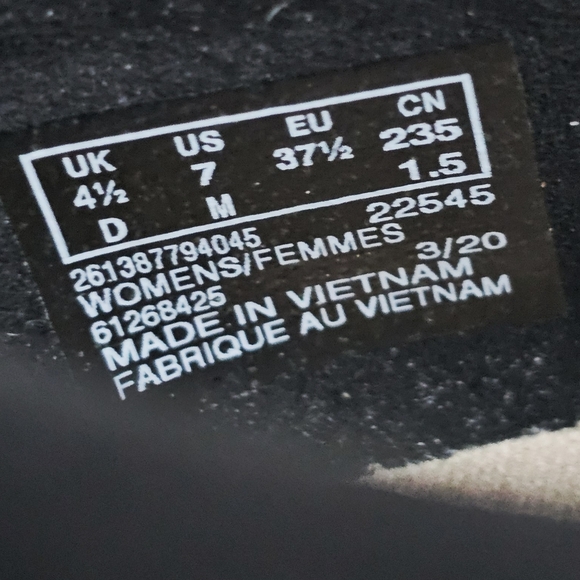 UK US EU CN
4½ 7 37½ 235
D M 1.5
261387794045 22545
WOMENS/FEMMES
61268425 3/20
MADE IN VIETNAM
FABRIQUE AU VIETNAM